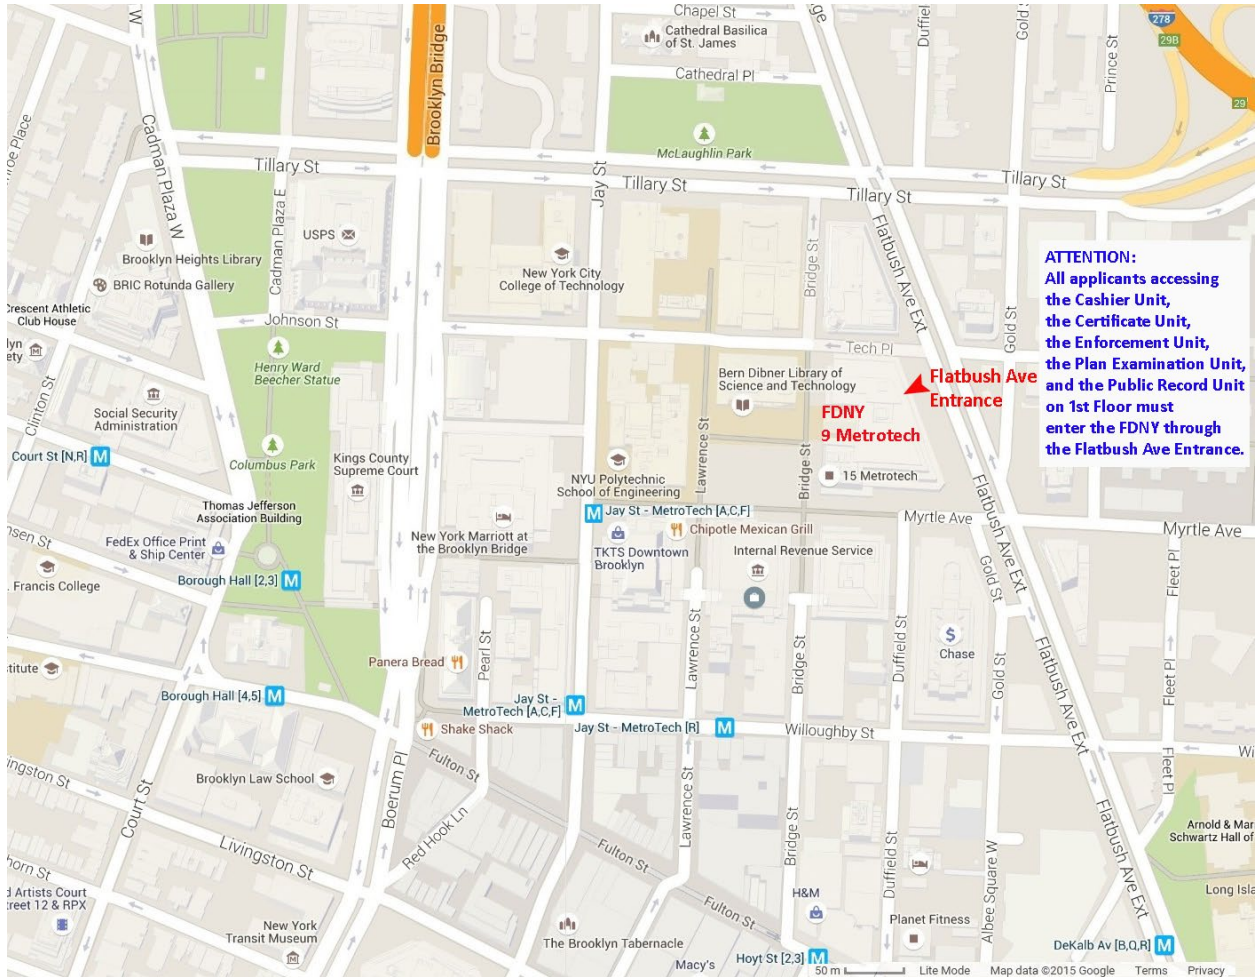 Chapel St
Cathedral Basilica
of St. James
Cathedral Pl
McLaughlin Park
Duffield St
Gold St
Prince St
278
29B
29
Brooklyn Bridge
Cadman Plaza W
Tillary St
Tillary St
Tillary St
Tillary St
Jay St
Cadman Plaza E
USPS
Brooklyn Heights Library
BRIC Rotunda Gallery
Crescent Athletic
Club House
New York City
College of Technology
Bridge St
Flatbush Ave Ext
Gold St
ATTENTION:
All applicants accessing
the Cashier Unit,
the Certificate Unit,
the Enforcement Unit,
the Plan Examination Unit,
and the Public Record Unit
on 1st Floor must
enter the FDNY through
the Flatbush Ave Entrance.
Johnson St
Tech Pl
Henry Ward
Beecher Statue
Bern Dibner Library of
Science and Technology
Flatbush Ave
Entrance
FDNY
9 Metrotech
15 Metrotech
Clinton St
Social Security
Administration
Court St [N,R]
Columbus Park
Kings County
Supreme Court
NYU Polytechnic
School of Engineering
Lawrence St
Bridge St
Flatbush Ave Ext
Thomas Jefferson
Association Building
FedEx Office Print
& Ship Center
New York Marriott at
the Brooklyn Bridge
Jay St - MetroTech [A,C,F]
Chipotle Mexican Grill
TKTS Downtown
Brooklyn
Internal Revenue Service
Myrtle Ave
Myrtle Ave
Francis College
Borough Hall [2,3]
Gold St
Fleet Pl
Pearl St
Lawrence St
Bridge St
Duffield St
Chase
Gold St
Flatbush Ave Ext
Fleet Pl
Panera Bread
Borough Hall [4,5]
Jay St -
MetroTech [A,C,F]
Shake Shack
Jay St - MetroTech [R]
Willoughby St
Fulton St
Brooklyn Law School
Court St
Livingston St
Boerum Pl
Red Hook Ln
Lawrence St
Bridge St
Duffield St
Albee Square W
Flatbush Ave Ext
Fleet Pl
Fulton St
Fulton St
Arnold & Mar
Schwartz Hall of
Long Isla
d Artists Court
treet 12 & RPX
New York
Transit Museum
The Brooklyn Tabernacle
Macy's
H&M
Hoyt St [2,3]
Planet Fitness
DeKalb Av [B,Q,R]
50 m
Lite Mode
Map data ©2015 Google
Terms
Privacy